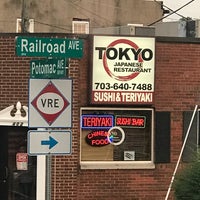 Railroad AVE
Potomac AVE
VRE
TOKYO
JAPANESE
RESTAURANT
703-640-7488
SUSHI & TERIYAKI
TERIYAKI
SUSHI BAR
CHINESE
FOOD